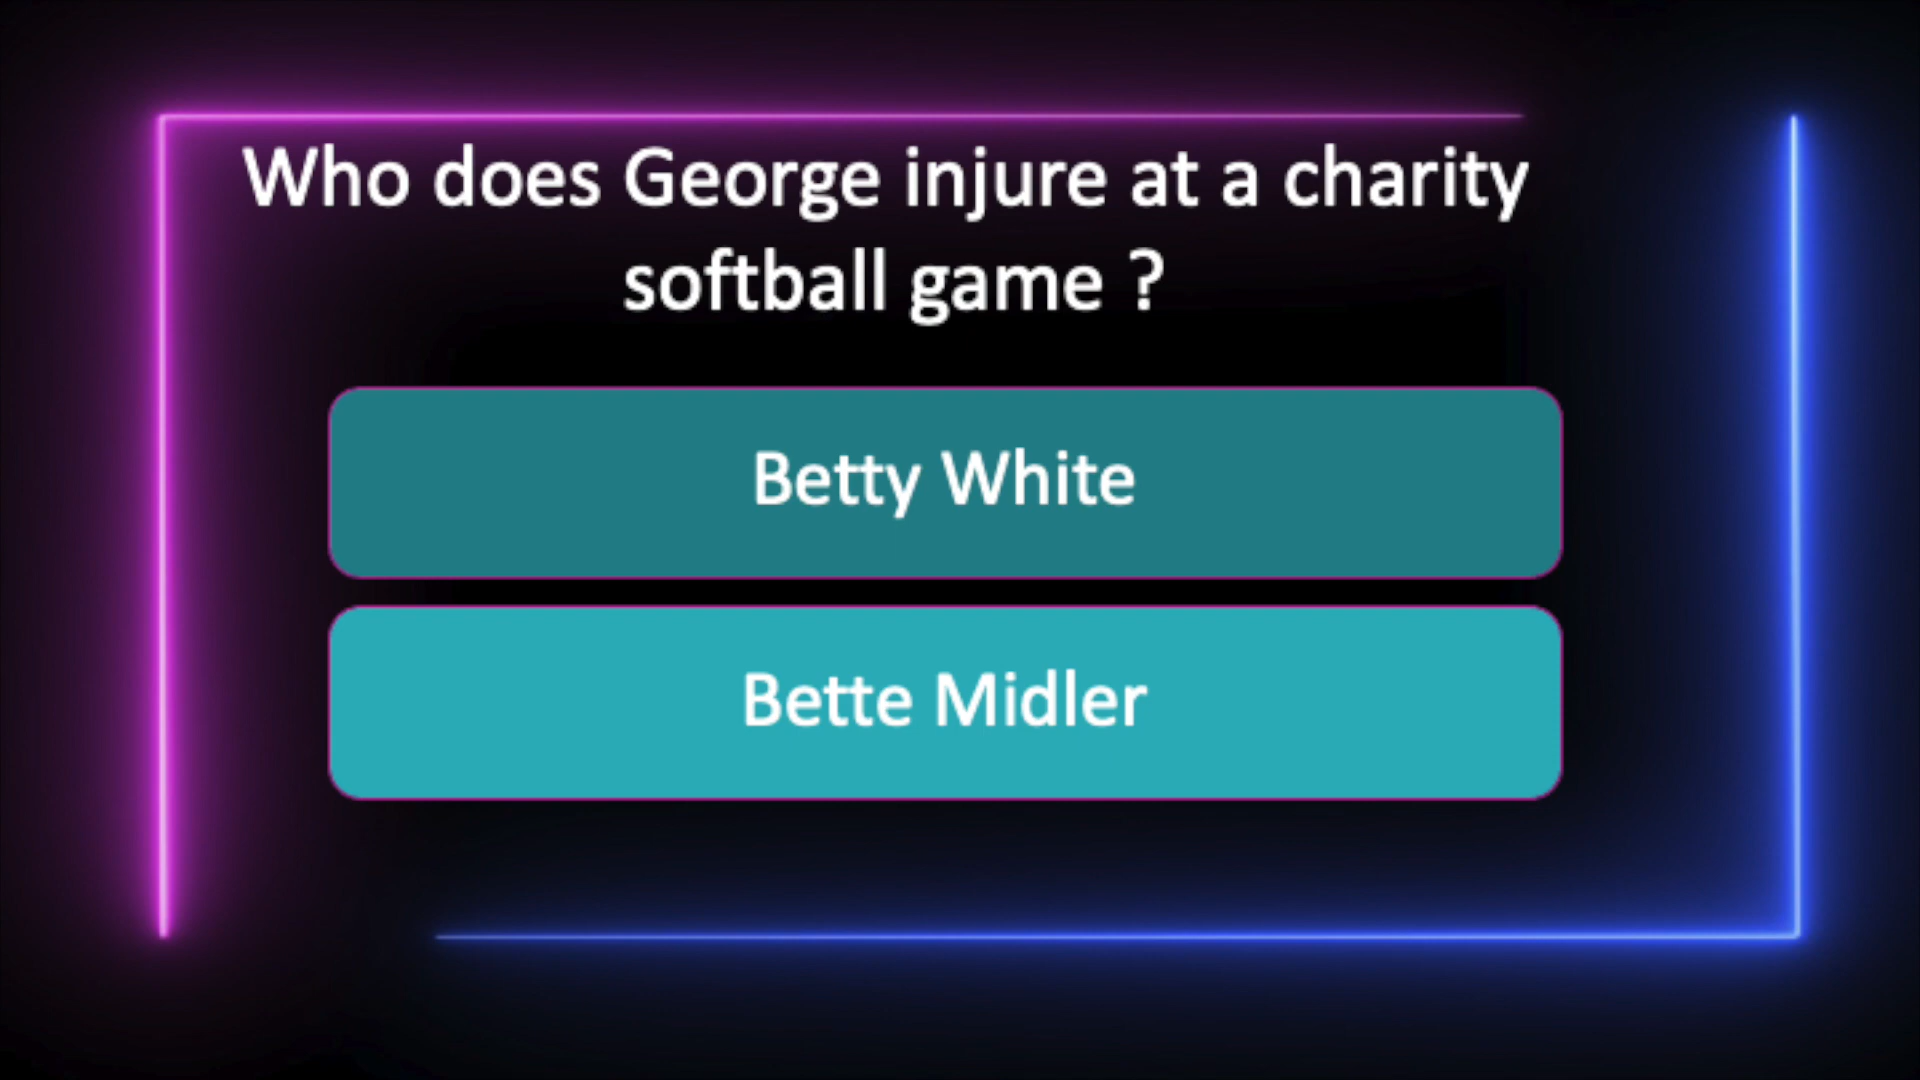 Who does George injure at a charity
softball game ?
Betty White
Bette Midler